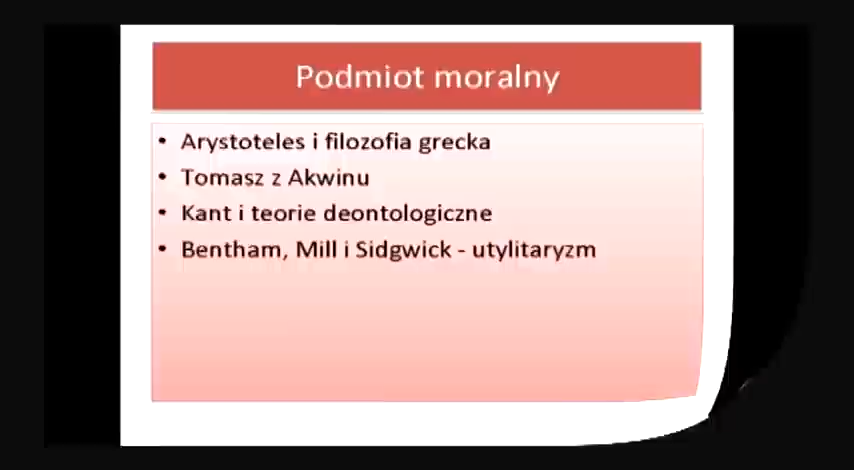 Podmiot moralny
• Arystoteles i filozofia grecka
• Tomasz z Akwinu
• Kant i teorie deontologiczne
• Bentham, Mill i Sidgwick - utylitaryzm